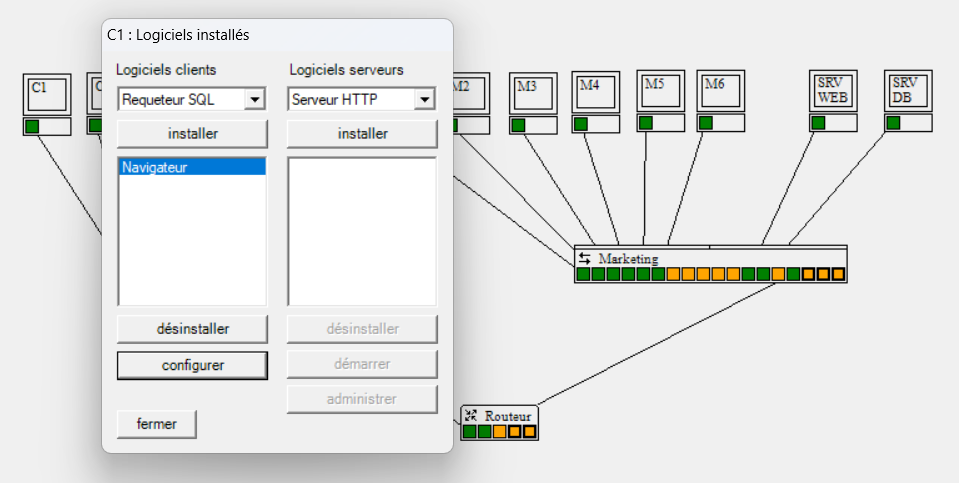 C1 : Logiciels installés
Logiciels clients
Logiciels serveurs
Requeteur SQL
Serveur HTTP
installer
installer
Navigateur
désinstaller
désinstaller
configurer
démarrer
administrer
fermer
C1
C
M2
M3
M4
M5
M6
SRV
WEB
SRV
DB
Marketing
Routeur